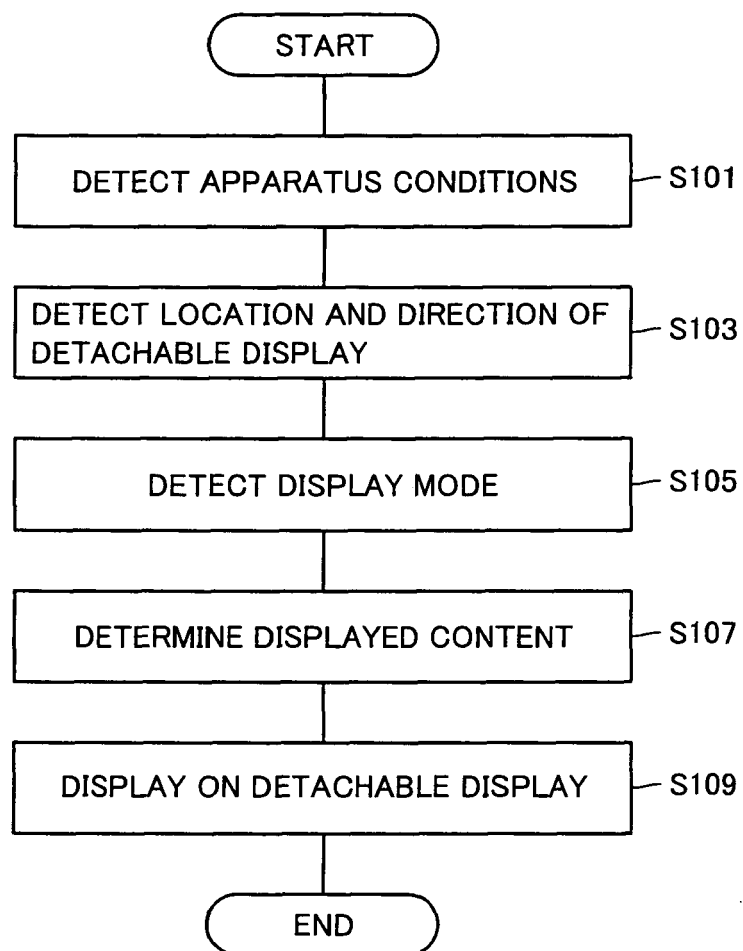 START
DETECT APPARATUS CONDITIONS
S101
DETECT LOCATION AND DIRECTION OF
DETACHABLE DISPLAY
S103
DETECT DISPLAY MODE
S105
DETERMINE DISPLAYED CONTENT
S107
DISPLAY ON DETACHABLE DISPLAY
S109
END